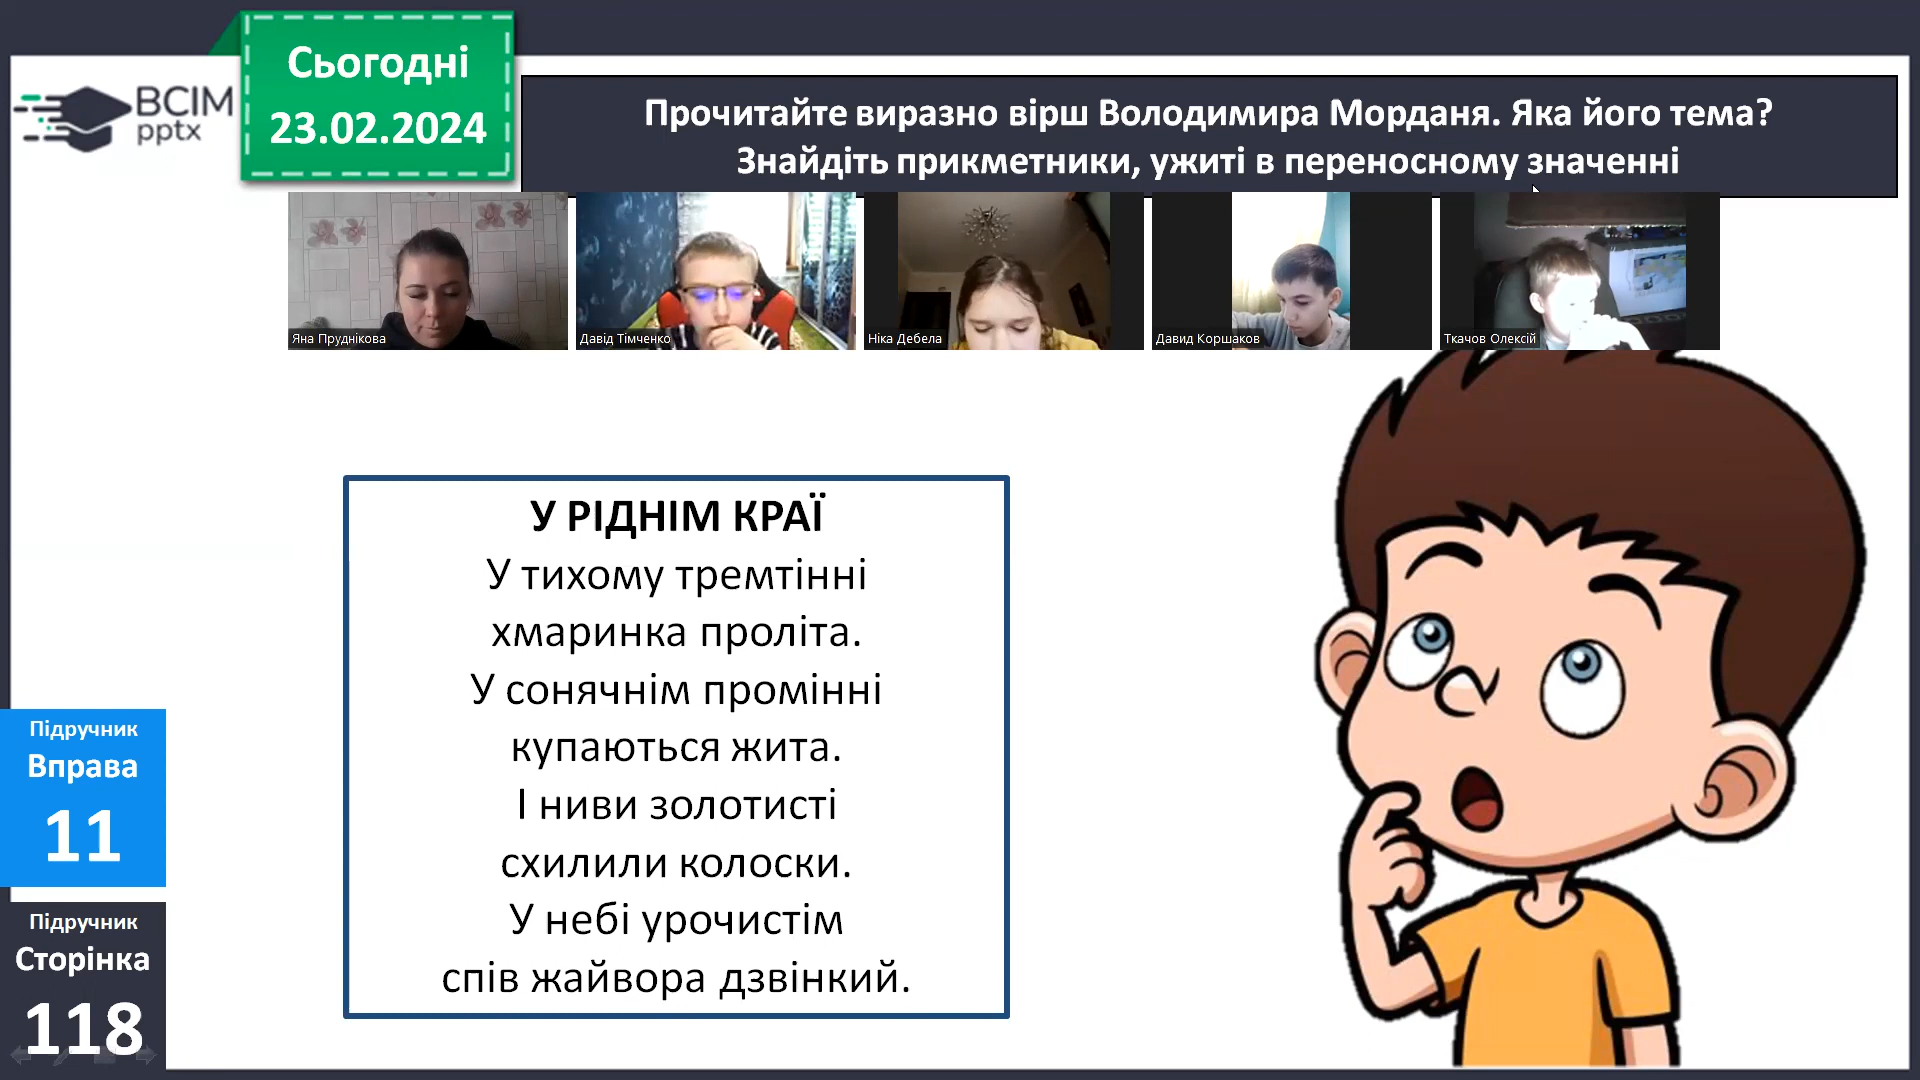 Сьогодні
23.02.2024
ВСІМ
pptx
Прочитайте виразно вірш Володимира Морданя. Яка його тема?
Знайдіть прикметники, ужиті в переносному значенні
Яна Пруднікова
Давід Тімченко
Ніка Дебела
Давид Коршаков
Ткачов Олексій
У РІДНІМ КРАЇ
У тихому тремтінні
хмаринка проліта.
У сонячнім промінні
купаються жита.
І ниви золотисті
схилили колоски.
У небі урочистім
спів жайвора дзвінкий.
Підручник
Вправа
11
Підручник
Сторінка
118